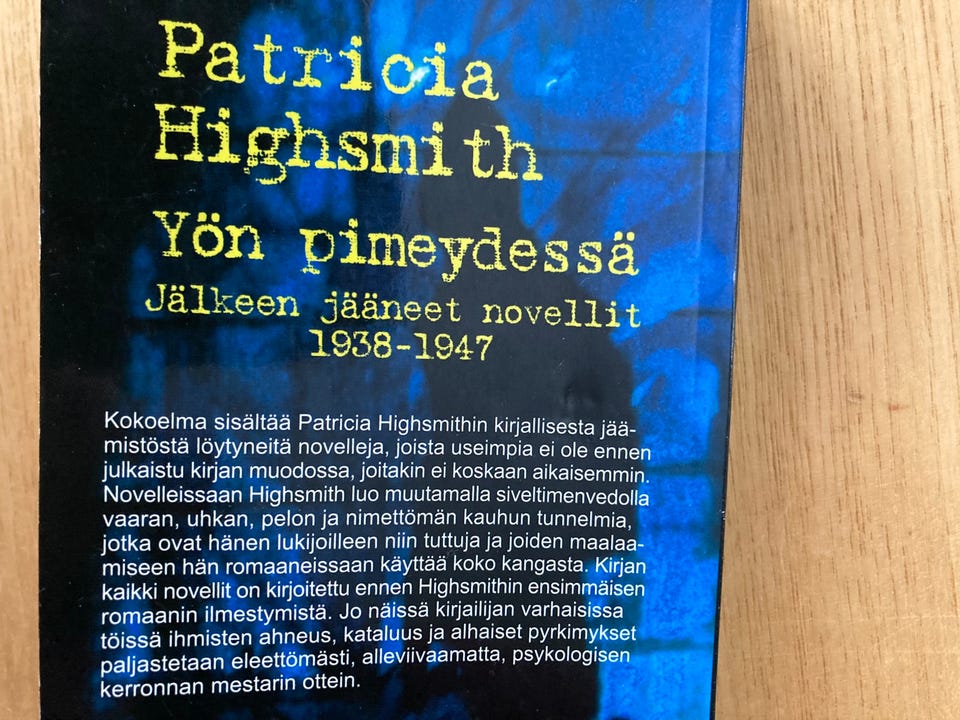 Patricia
Highsmith
Yön pimeydessä
Jälkeen jääneet novellit
1938-1947
Kokoelma sisältää Patricia Highsmithin kirjallisesta jää-
mistöstä löytyneitä novelleja, joista useimpia ei ole ennen
julkaistu kirjan muodossa, joitakin ei koskaan aikaisemmin.
Novelleissaan Highsmith luo muutamalla siveltimenvedolla
vaaran, uhkan, pelon ja nimettömän kauhun tunnelmia,
jotka ovat hänen lukijoilleen niin tuttuja ja joiden maalaa-
miseen hän romaaneissaan käyttää koko kangasta. Kirjan
kaikki novellit on kirjoitettu ennen Highsmithin ensimmäisen
romaanin ilmestymistä. Jo näissä kirjailijan varhaisissa
töissä ihmisten ahneus, kataluus ja alhaiset pyrkimykset
paljastetaan eleettömästi, alleviivaamatta, psykologisen
kerronnan mestarin ottein.